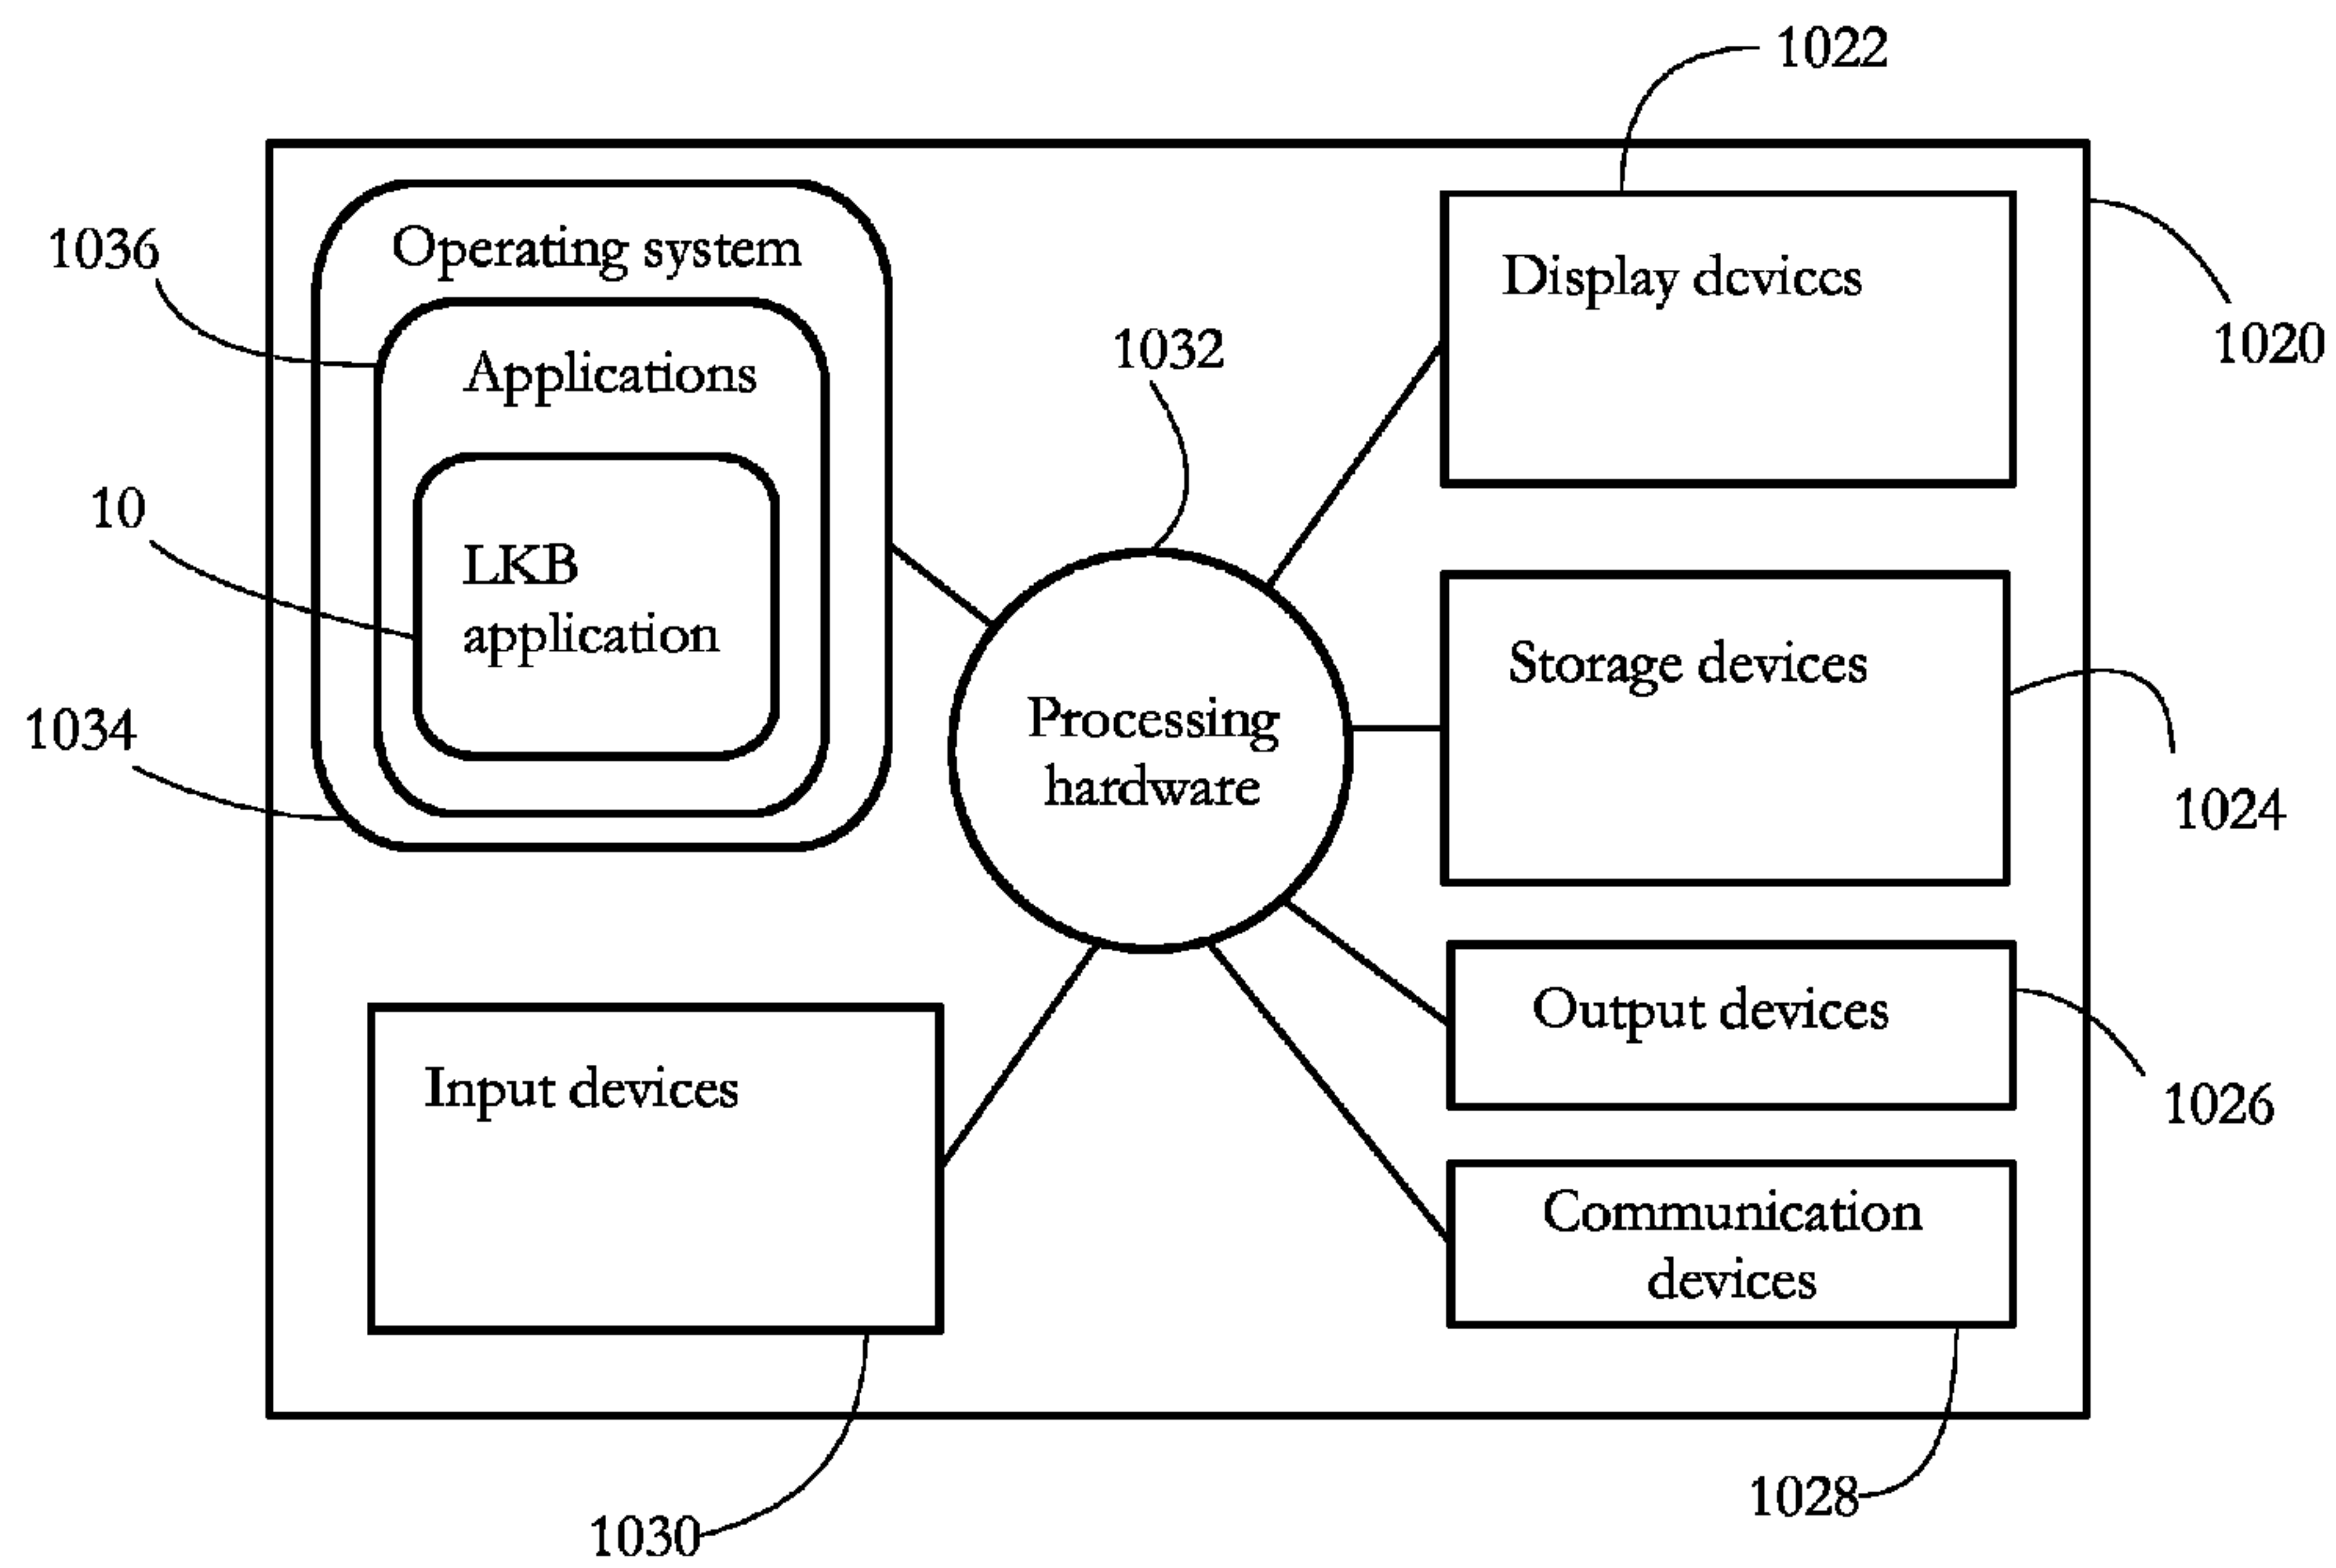 1022
1036
Operating system
Display devices
1020
1032
Applications
10
LKB
application
Storage devices
1034
Processing
hardware
1024
Output devices
Input devices
1026
Communication
devices
1028
1030